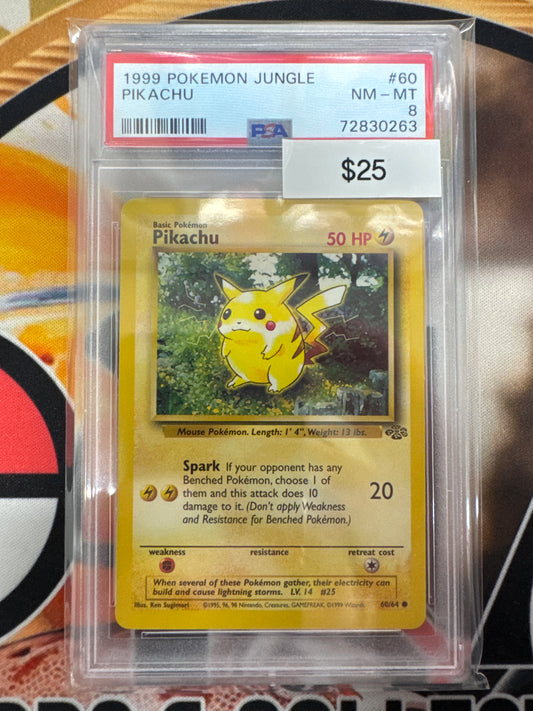 1999 POKEMON JUNGLE #60
PIKACHU NM-MT
8
PSA 72830263
$25
Basic Pokémon
Pikachu 50 HP
Mouse Pokémon. Length: 1' 4", Weight: 13 lbs.
Spark If your opponent has any
Benched Pokémon, choose 1 of
them and this attack does 10
damage to it. (Don't apply Weakness
and Resistance for Benched Pokémon.)
20
weakness resistance retreat cost
When several of these Pokémon gather, their electricity can
build and cause lightning storms. LV. 14 #25
Illus. Ken Sugimori ©1995, 96, 98 Nintendo, Creatures, GAMEFREAK. ©1999 Wizards. 60/64